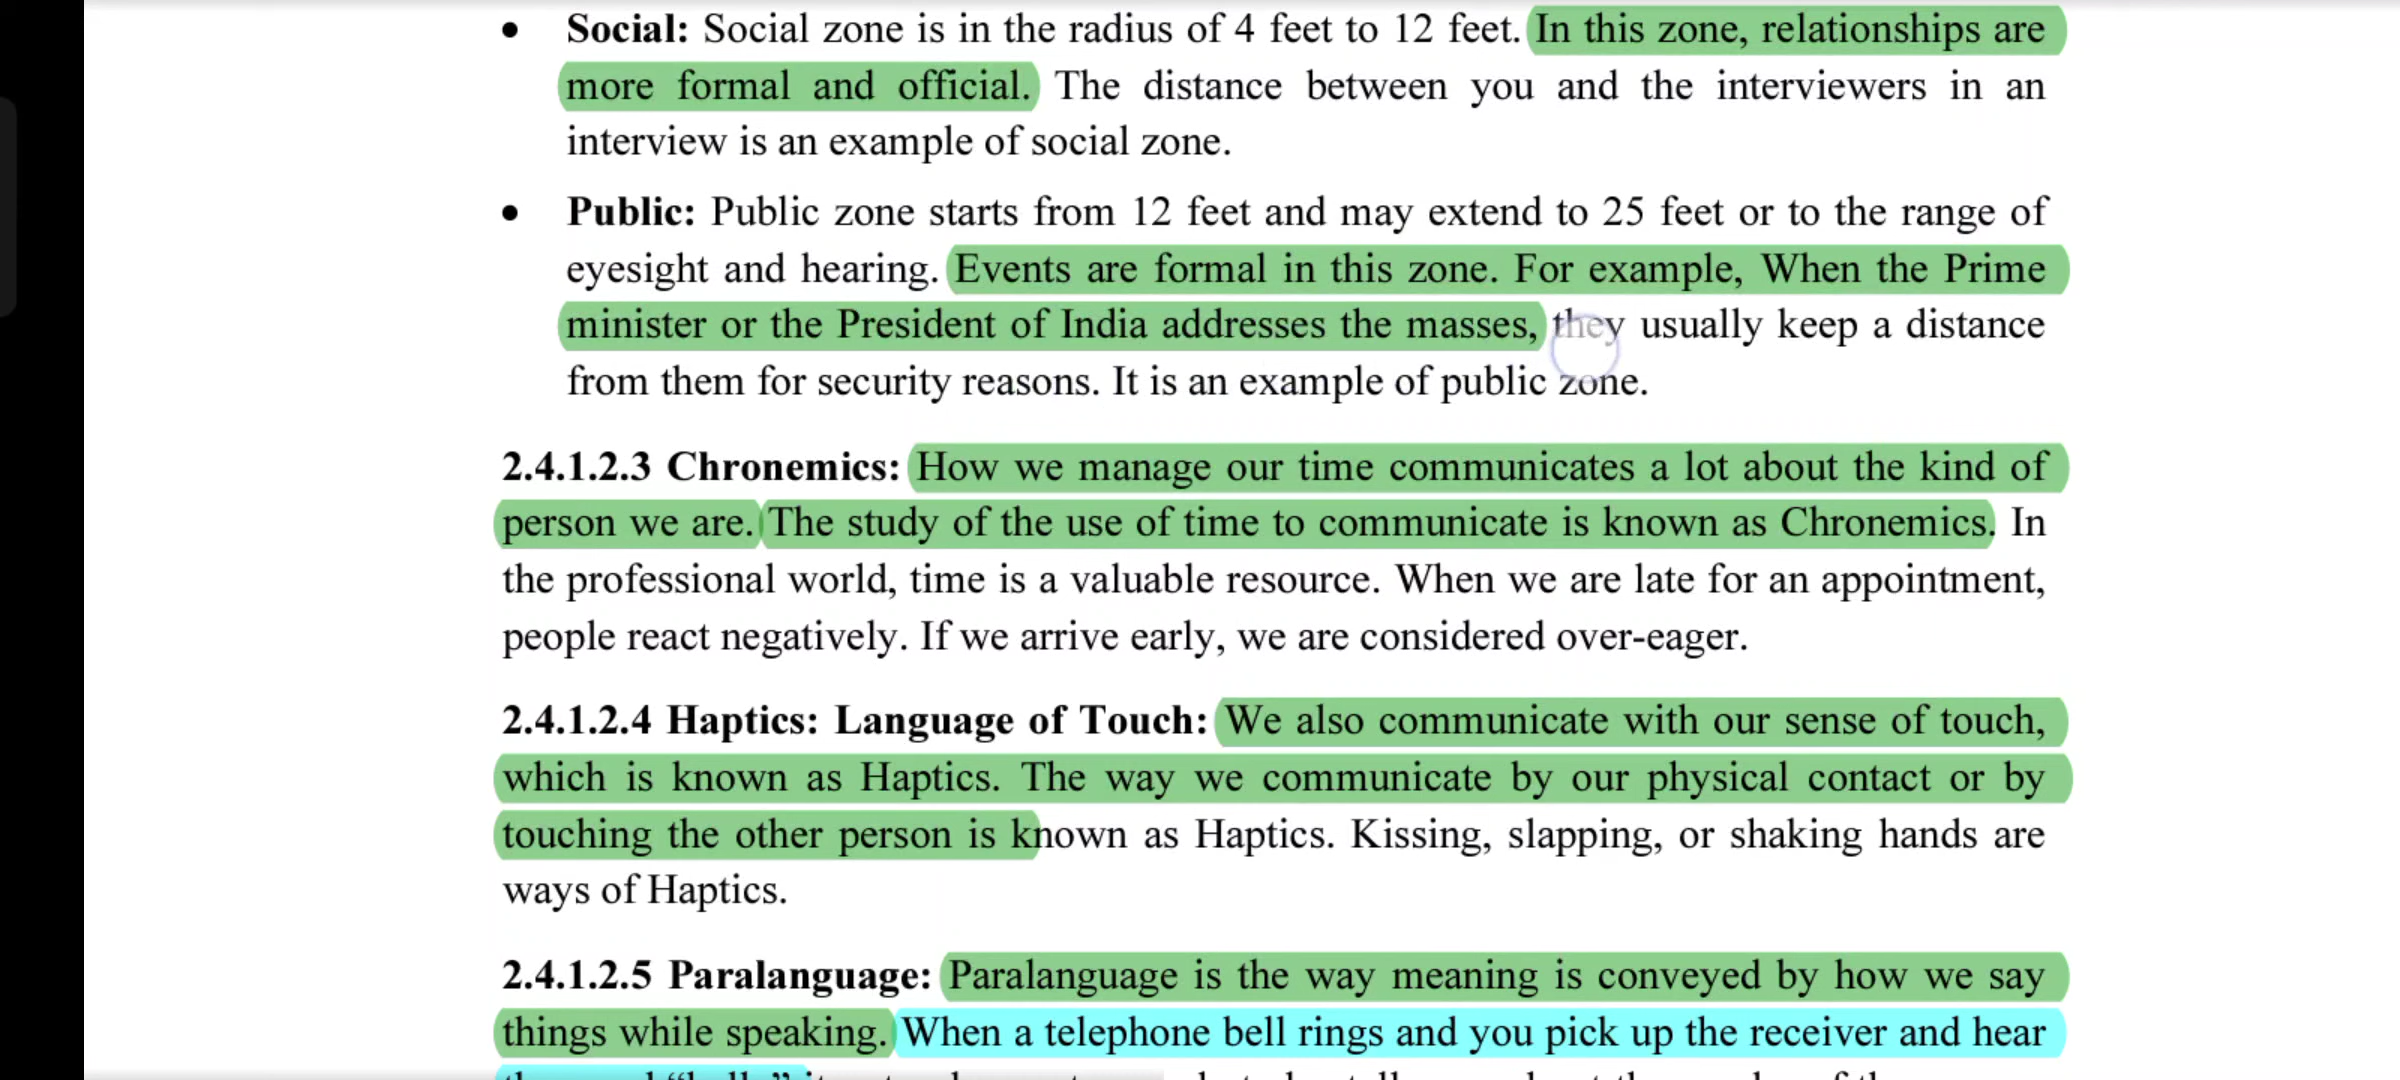 • Social: Social zone is in the radius of 4 feet to 12 feet. In this zone, relationships are
more formal and official. The distance between you and the interviewers in an
interview is an example of social zone.
• Public: Public zone starts from 12 feet and may extend to 25 feet or to the range of
eyesight and hearing. Events are formal in this zone. For example, When the Prime
minister or the President of India addresses the masses, they usually keep a distance
from them for security reasons. It is an example of public zone.
2.4.1.2.3 Chronemics: How we manage our time communicates a lot about the kind of
person we are. The study of the use of time to communicate is known as Chronemics. In
the professional world, time is a valuable resource. When we are late for an appointment,
people react negatively. If we arrive early, we are considered over-eager.
2.4.1.2.4 Haptics: Language of Touch: We also communicate with our sense of touch,
which is known as Haptics. The way we communicate by our physical contact or by
touching the other person is known as Haptics. Kissing, slapping, or shaking hands are
ways of Haptics.
2.4.1.2.5 Paralanguage: Paralanguage is the way meaning is conveyed by how we say
things while speaking. When a telephone bell rings and you pick up the receiver and hear